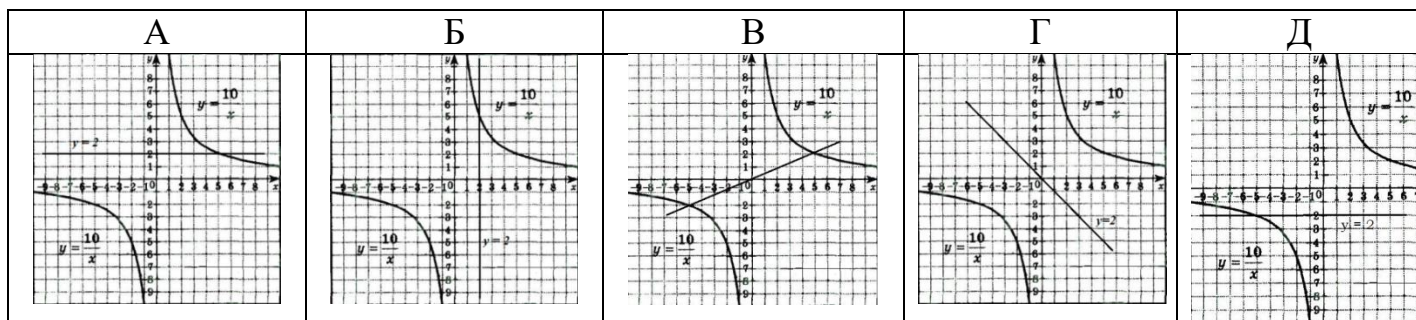 А Б В Г Д
y = 10/x
y = 2
y = 10/x
y = 10/x
y = 2
y = 10/x
y = 10/x
y = 10/x
y = 10/x
y=2
y = 10/x
y = 10/x
y = 2
y = 10/x